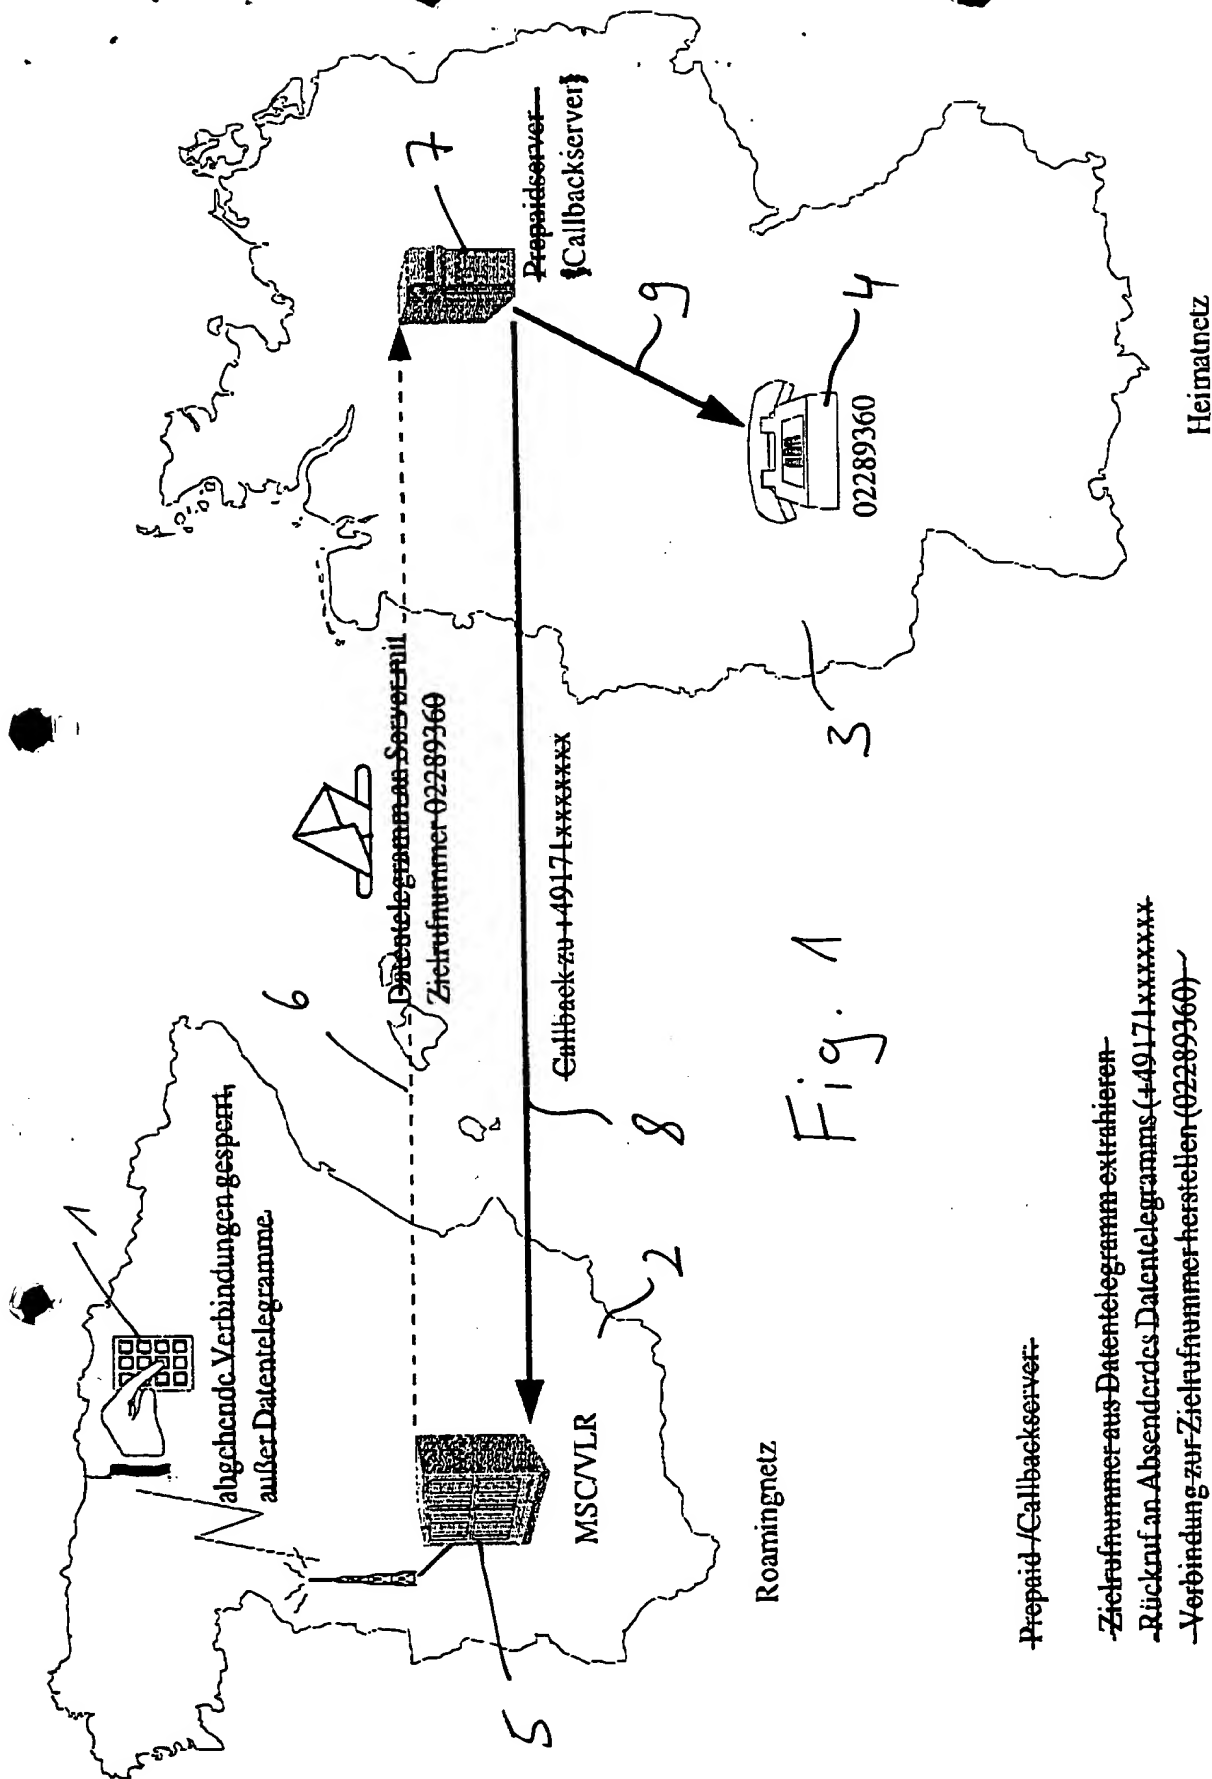 1
abgehende Verbindungen gesperrt,
außer Datentelegramme.
6
Datentelegramm an Server mit
Zielrufnummer 02289360
7
Prepaidserver
(Callbackserver)
9
4
02289360
Callback zu +49171xxxxxxx
8
2
MSC/VLR
5
3
Roamingnetz
Fig. 1
Heimatnetz
Prepaid /Callbackserver:
-Zielrufnummer aus Datentelegramm extrahieren
-Rückruf an Absender des Datentelegramms (+49171xxxxxxx
-Verbindung zur Zielrufnummer herstellen (02289360)